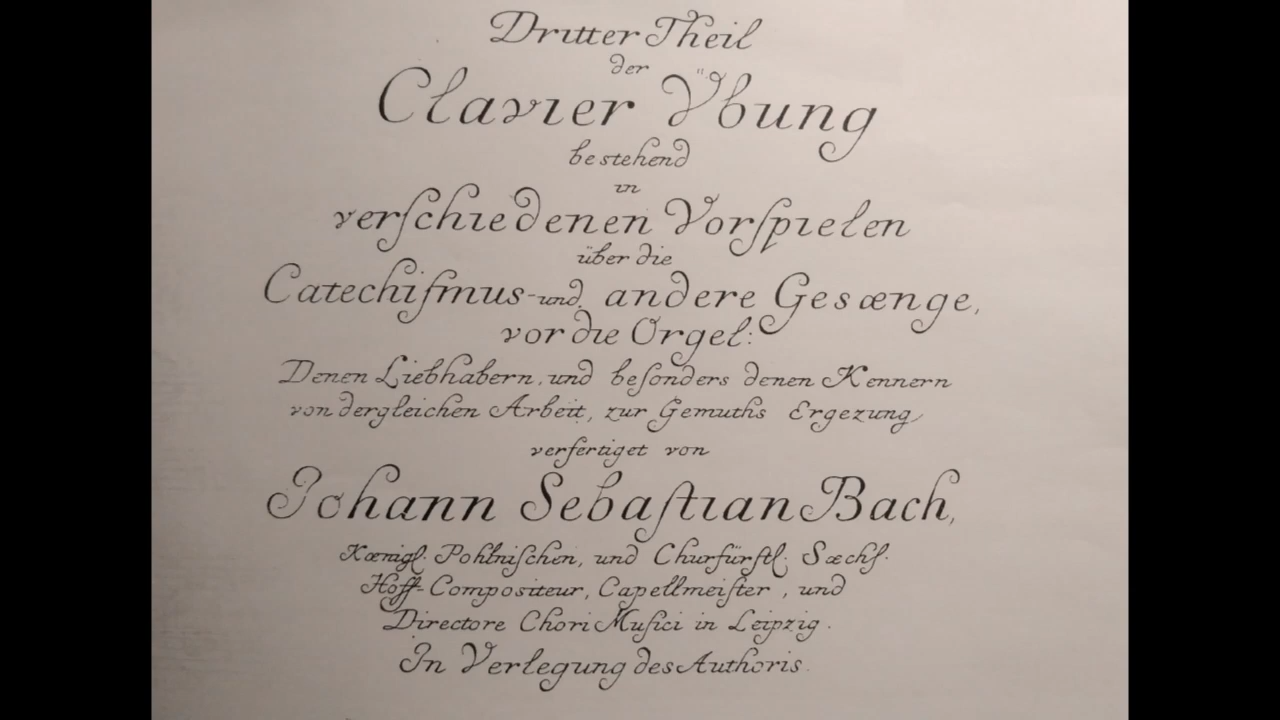 Dritter Theil
der
Clavier Ÿbung
bestehend
in
verſchiedenen Vorſpielen
über die
Catechiſmus-und andere Gesænge,
vor die Orgel:
Denen Liebhabern, und beſonders denen Kennern
von dergleichen Arbeit, zur Gemuths Ergezung
verfertiget von
Johann Sebaſtian Bach,
Kœnigl. Pohlniſchen, und Churfürſtl. Sæchſ.
Hoff-Compositeur, Capellmeiſter, und
Directore Chori Muſici in Leipzig.
In Verlegung des Authoris.